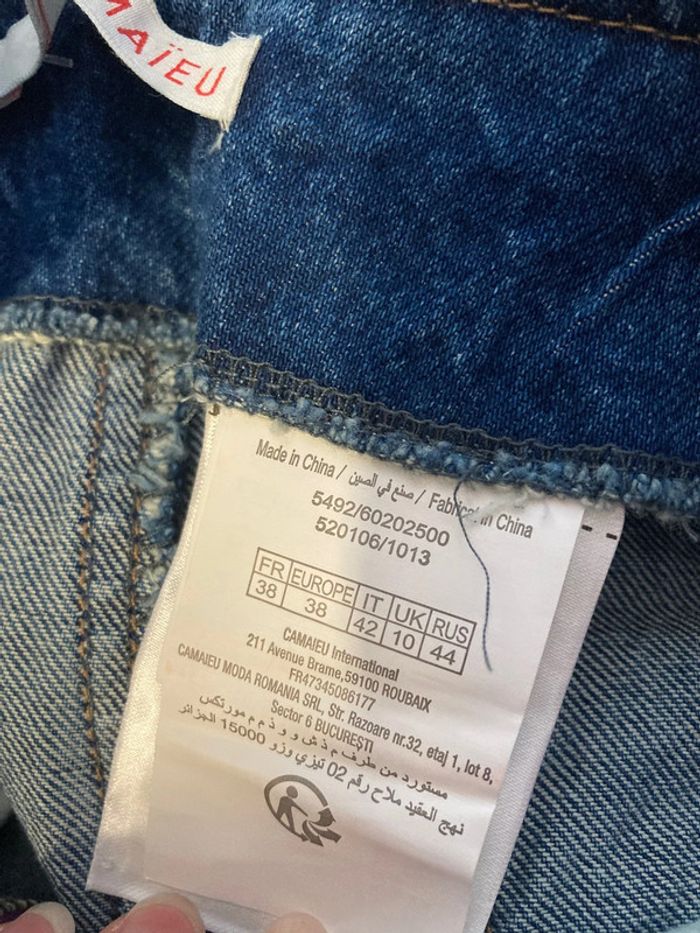 MAÏEU
Made in China / صنع في الصين / Fabricat in China
5492/60202500
520106/1013
FR EUROPE IT UK RUS
38 38 42 10 44
CAMAIEU International
211 Avenue Brame,59100 ROUBAIX
FR47345086177
CAMAIEU MODA ROMANIA SRL, Str. Razoare nr.32, etaj 1, lot 8,
Sector 6 BUCUREȘTI
مستورد من طرف م ذ ش و و ذ م م مورتكس
نهج العقيد ملاح رقم 02 تيزي وزو 15000 الجزائر